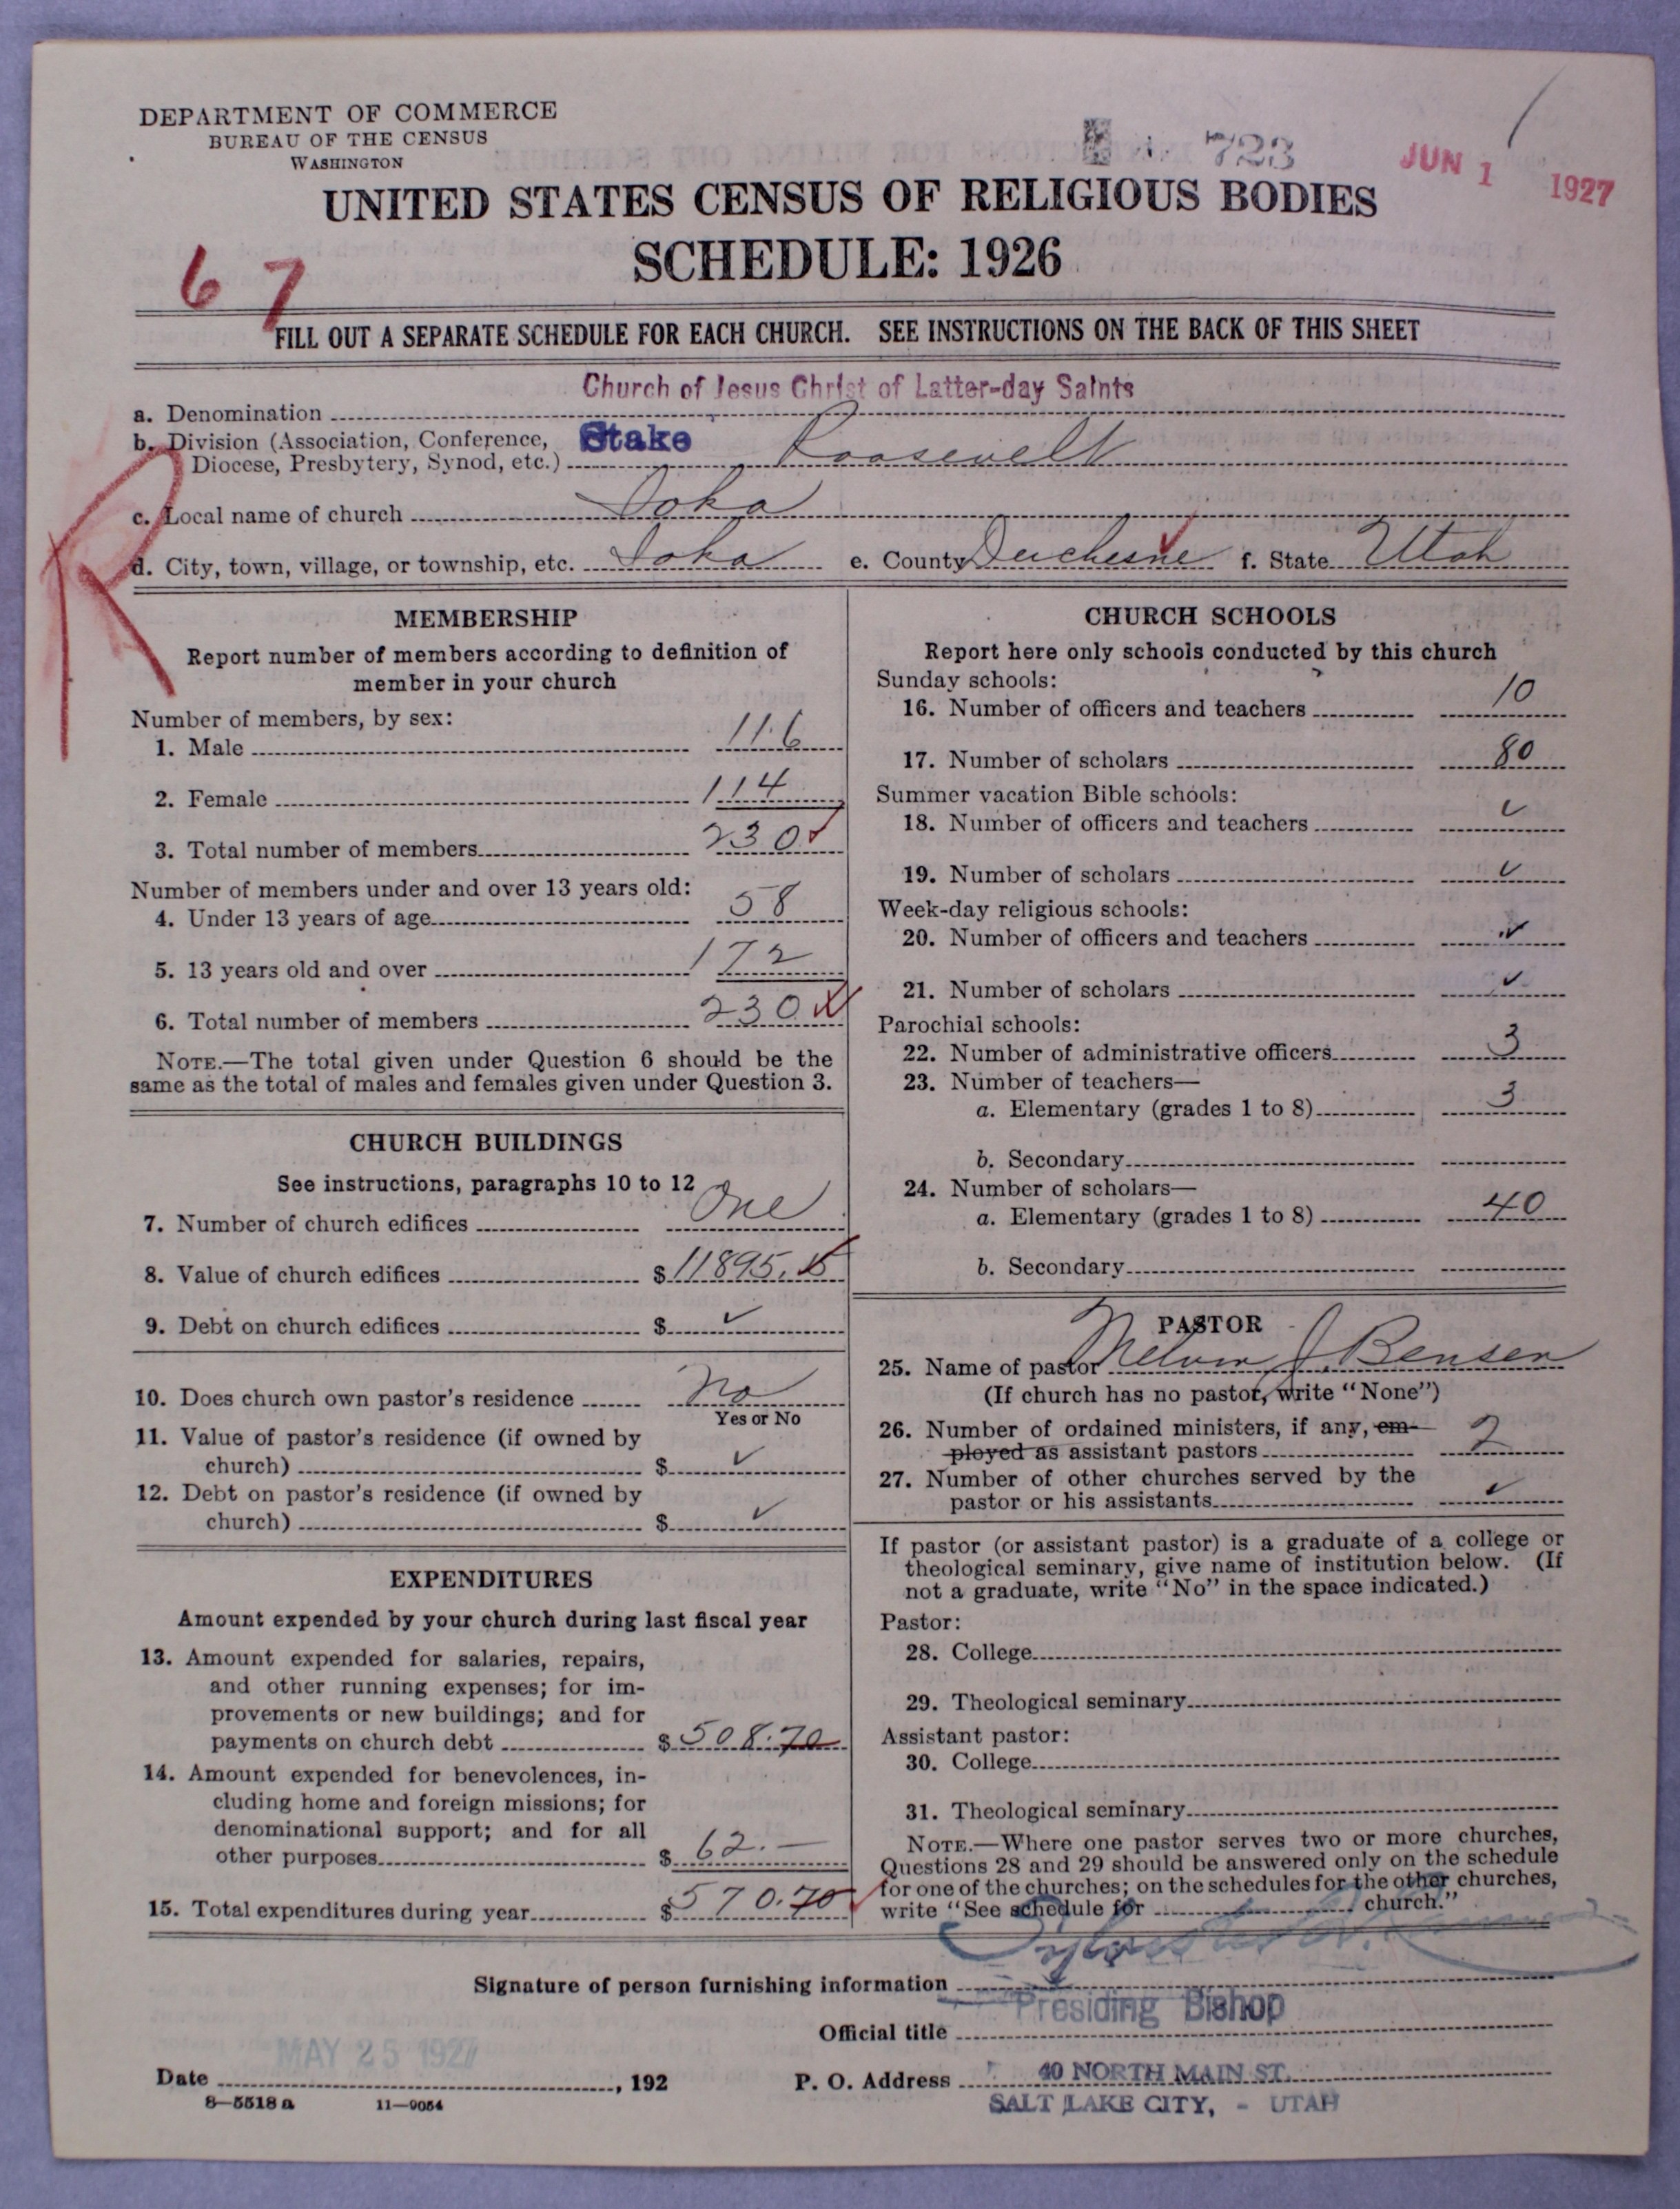 DEPARTMENT OF COMMERCE
BUREAU OF THE CENSUS
WASHINGTON
723
JUN 1 1927
UNITED STATES CENSUS OF RELIGIOUS BODIES
SCHEDULE: 1926
67
FILL OUT A SEPARATE SCHEDULE FOR EACH CHURCH. SEE INSTRUCTIONS ON THE BACK OF THIS SHEET
a. Denomination Church of Jesus Christ of Latter-day Saints
b. Division (Association, Conference, Diocese, Presbytery, Synod, etc.) Stake Roosevelt
R
c. Local name of church Ioka
d. City, town, village, or township, etc. Ioka e. County Duchesne f. State Utah
MEMBERSHIP
Report number of members according to definition of
member in your church
Number of members, by sex:
1. Male 116
2. Female 114
3. Total number of members 230
Number of members under and over 13 years old:
4. Under 13 years of age 58
5. 13 years old and over 172
6. Total number of members 230
NOTE.—The total given under Question 6 should be the
same as the total of males and females given under Question 3.
CHURCH BUILDINGS
See instructions, paragraphs 10 to 12
7. Number of church edifices One
8. Value of church edifices $ 11895.
9. Debt on church edifices $ ✓
10. Does church own pastor's residence No
Yes or No
11. Value of pastor's residence (if owned by
church) $ ✓
12. Debt on pastor's residence (if owned by
church) $ ✓
EXPENDITURES
Amount expended by your church during last fiscal year
13. Amount expended for salaries, repairs,
and other running expenses; for im-
provements or new buildings; and for
payments on church debt $ 508.70
14. Amount expended for benevolences, in-
cluding home and foreign missions; for
denominational support; and for all
other purposes $ 62.—
15. Total expenditures during year $ 570.70
CHURCH SCHOOLS
Report here only schools conducted by this church
Sunday schools:
16. Number of officers and teachers 10
17. Number of scholars 80
Summer vacation Bible schools:
18. Number of officers and teachers ✓
19. Number of scholars ✓
Week-day religious schools:
20. Number of officers and teachers ✓
21. Number of scholars ✓
Parochial schools:
22. Number of administrative officers 3
23. Number of teachers—
a. Elementary (grades 1 to 8) 3
b. Secondary
24. Number of scholars—
a. Elementary (grades 1 to 8) 40
b. Secondary
PASTOR
25. Name of pastor Melvin J. Bensen
(If church has no pastor, write "None")
26. Number of ordained ministers, if any, em-
ployed as assistant pastors 2
27. Number of other churches served by the
pastor or his assistants ✓
If pastor (or assistant pastor) is a graduate of a college or
theological seminary, give name of institution below. (If
not a graduate, write "No" in the space indicated.)
Pastor:
28. College
29. Theological seminary
Assistant pastor:
30. College
31. Theological seminary
NOTE.—Where one pastor serves two or more churches,
Questions 28 and 29 should be answered only on the schedule
for one of the churches; on the schedules for the other churches,
write "See schedule for church."
Signature of person furnishing information
Official title Presiding Bishop
Date MAY 25 1927, 192
P. O. Address 40 NORTH MAIN ST.
SALT LAKE CITY, - UTAH
8—5518 a 11—9054